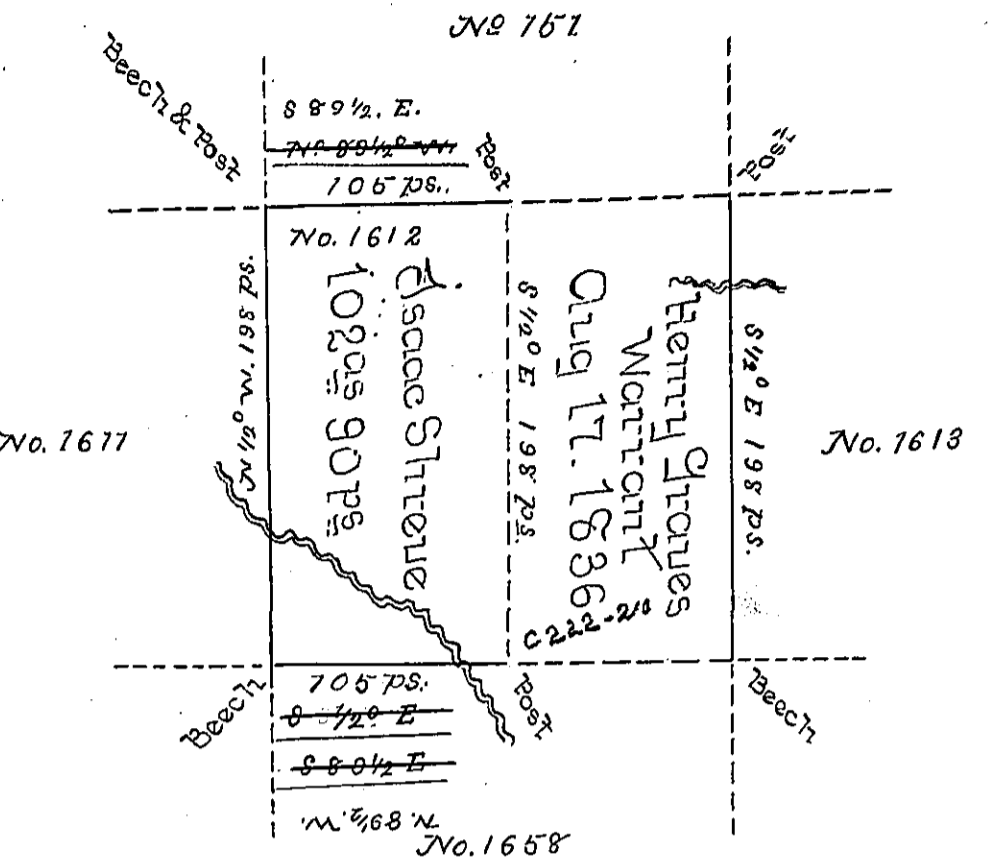 No 151
Beech & Post
S 89½. E.
N. 89½° W.
105 ps.
Post
Post
No. 1612
N ½° W. 198 ps.
Isaac Shreve
102as 90ps
S ½° E 198 ps.
Henry Graves
Warrant
Aug 17. 1836
C222-210
S ½° E 198 ps.
No. 1611
No. 1613
Beech
105 ps.
S ½° E
S 89½ E
N. 89½. W.
Post
Beech
No. 1658